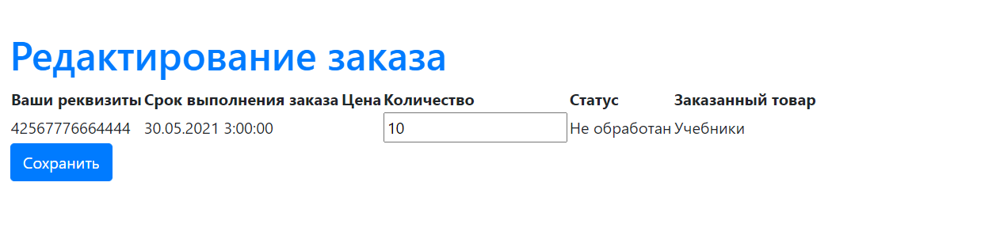 Редактирование заказа
Ваши реквизиты Срок выполнения заказа Цена Количество Статус Заказанный товар
42567776664444 30.05.2021 3:00:00 10 Не обработан Учебники
Сохранить